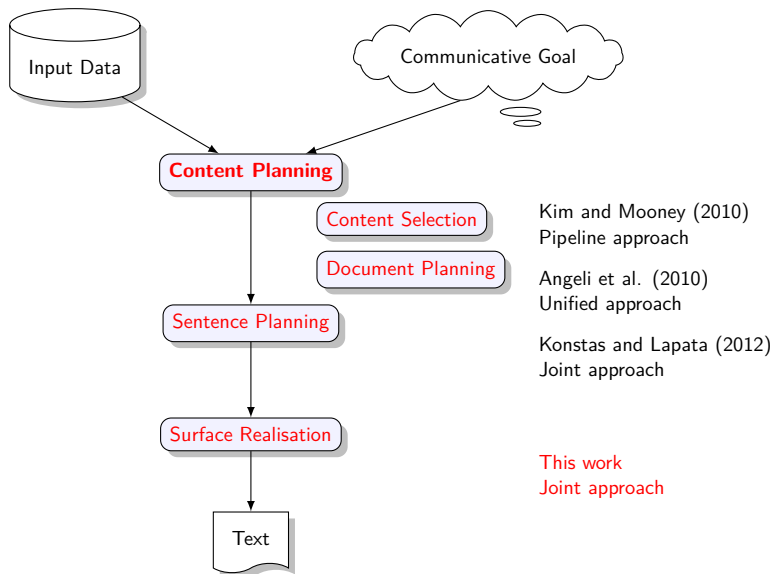 Input Data
Communicative Goal
Content Planning
Content Selection
Document Planning
Sentence Planning
Surface Realisation
Text
Kim and Mooney (2010)
Pipeline approach
Angeli et al. (2010)
Unified approach
Konstas and Lapata (2012)
Joint approach
This work
Joint approach